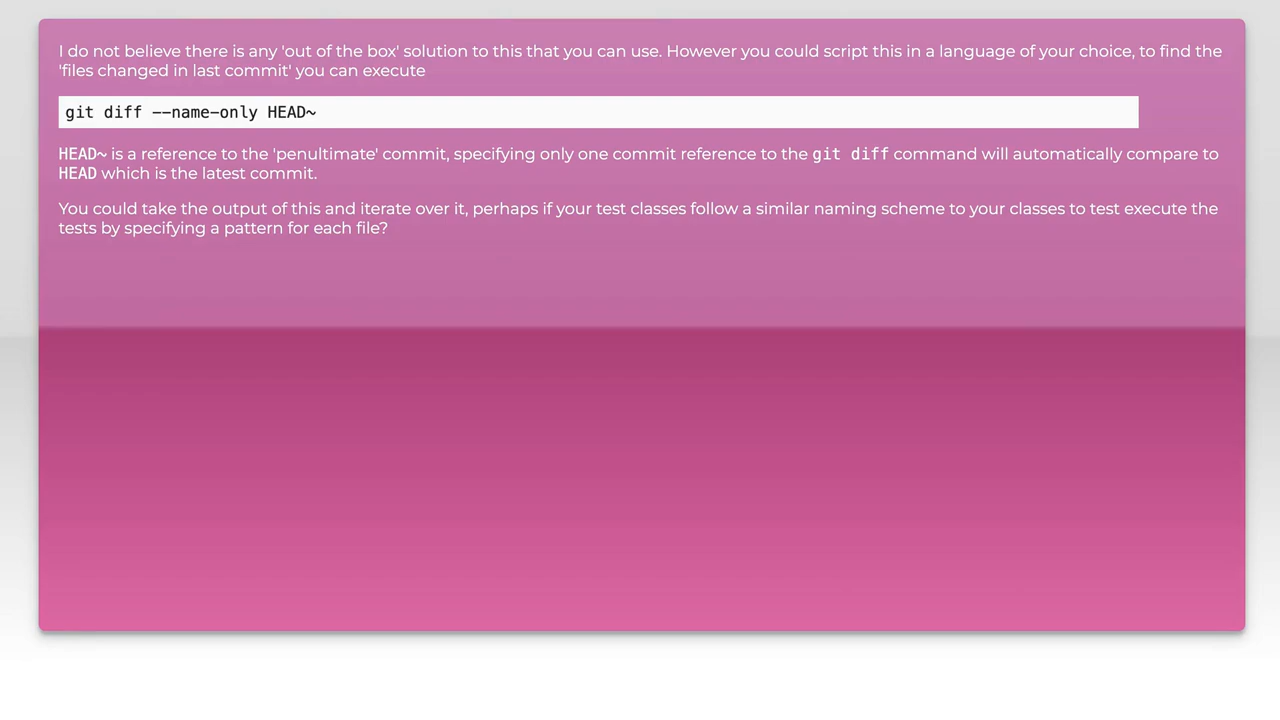 I do not believe there is any 'out of the box' solution to this that you can use. However you could script this in a language of your choice, to find the
'files changed in last commit' you can execute
git diff --name-only HEAD~
HEAD~ is a reference to the 'penultimate' commit, specifying only one commit reference to the git diff command will automatically compare to
HEAD which is the latest commit.
You could take the output of this and iterate over it, perhaps if your test classes follow a similar naming scheme to your classes to test execute the
tests by specifying a pattern for each file?